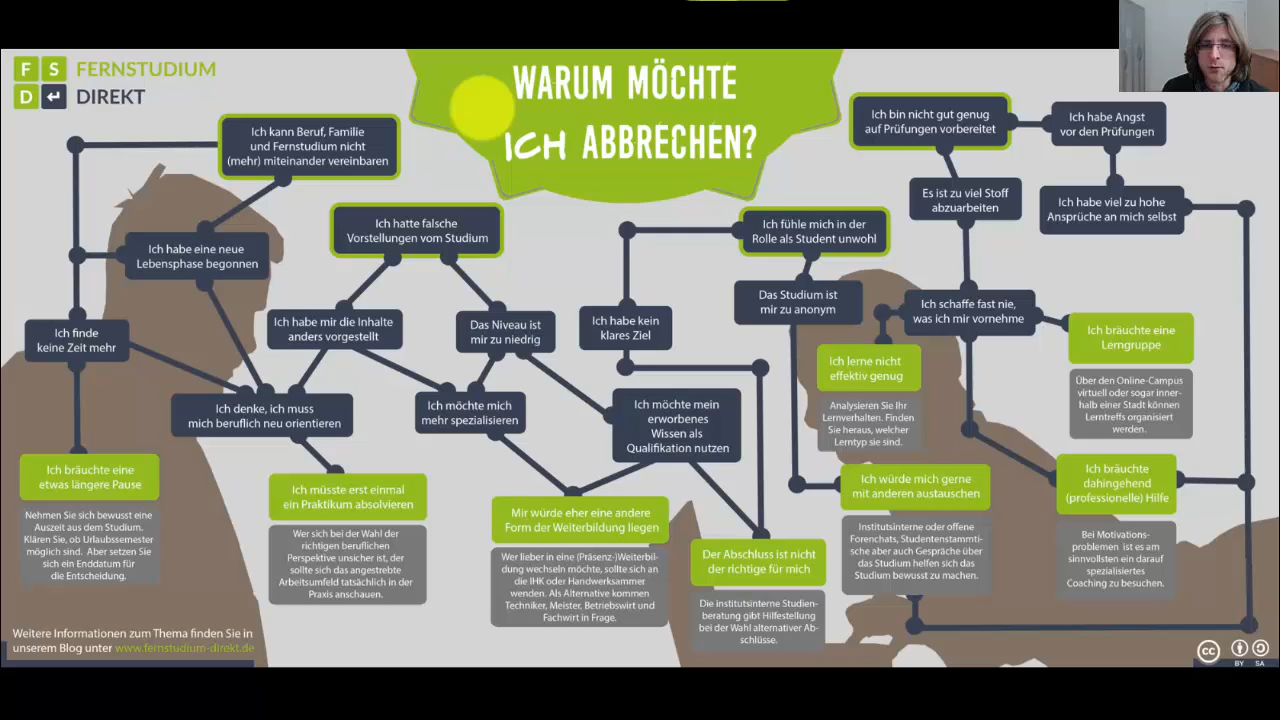 FS FERNSTUDIUM
D DIREKT
WARUM MÖCHTE
ICH ABBRECHEN?
Ich kann Beruf, Familie
und Fernstudium nicht
(mehr) miteinander vereinbaren
Ich bin nicht gut genug
auf Prüfungen vorbereitet
Ich habe Angst
vor den Prüfungen
Es ist zu viel Stoff
abzuarbeiten
Ich habe viel zu hohe
Ansprüche an mich selbst
Ich habe eine neue
Lebensphase begonnen
Ich hatte falsche
Vorstellungen vom Studium
Ich fühle mich in der
Rolle als Student unwohl
Ich finde
keine Zeit mehr
Ich habe mir die Inhalte
anders vorgestellt
Das Niveau ist
mir zu niedrig
Ich habe kein
klares Ziel
Das Studium ist
mir zu anonym
Ich schaffe fast nie,
was ich mir vornehme
Ich bräuchte eine
Lerngruppe
Über den Online-Campus
virtuell oder sogar inner-
halb einer Stadt können
Lerntreffs organisiert
werden.
Ich lerne nicht
effektiv genug
Analysieren Sie Ihr
Lernverhalten. Finden
Sie heraus, welcher
Lerntyp sie sind.
Ich denke, ich muss
mich beruflich neu orientieren
Ich möchte mich
mehr spezialisieren
Ich möchte mein
erworbenes
Wissen als
Qualifikation nutzen
Ich bräuchte eine
etwas längere Pause
Nehmen Sie sich bewusst eine
Auszeit aus dem Studium.
Klären Sie, ob Urlaubssemester
möglich sind. Aber setzen Sie
sich ein Enddatum für
die Entscheidung.
Ich müsste erst einmal
ein Praktikum absolvieren
Wer sich bei der Wahl der
richtigen beruflichen
Perspektive unsicher ist, der
sollte sich das angestrebte
Arbeitsumfeld tatsächlich in der
Praxis anschauen.
Mir würde eher eine andere
Form der Weiterbildung liegen
Wer lieber in eine (Präsenz-)Weiterbil-
dung wechseln möchte, sollte sich an
die IHK oder Handwerksammer
wenden. Als Alternative kommen
Techniker, Meister, Betriebswirt und
Fachwirt in Frage.
Der Abschluss ist nicht
der richtige für mich
Die institutsinterne Studien-
beratung gibt Hilfestellung
bei der Wahl alternativer Ab-
schlüsse.
Ich würde mich gerne
mit anderen austauschen
Institutsinterne oder offene
Forenchats, Studentenstammti-
sche aber auch Gespräche über
das Studium helfen sich das
Studium bewusst zu machen.
Ich bräuchte
dahingehend
(professionelle) Hilfe
Bei Motivations-
problemen ist es am
sinnvollsten ein darauf
spezialisiertes
Coaching zu besuchen.
Weitere Informationen zum Thema finden Sie in
unserem Blog unter www.fernstudium-direkt.de
cc
BY SA